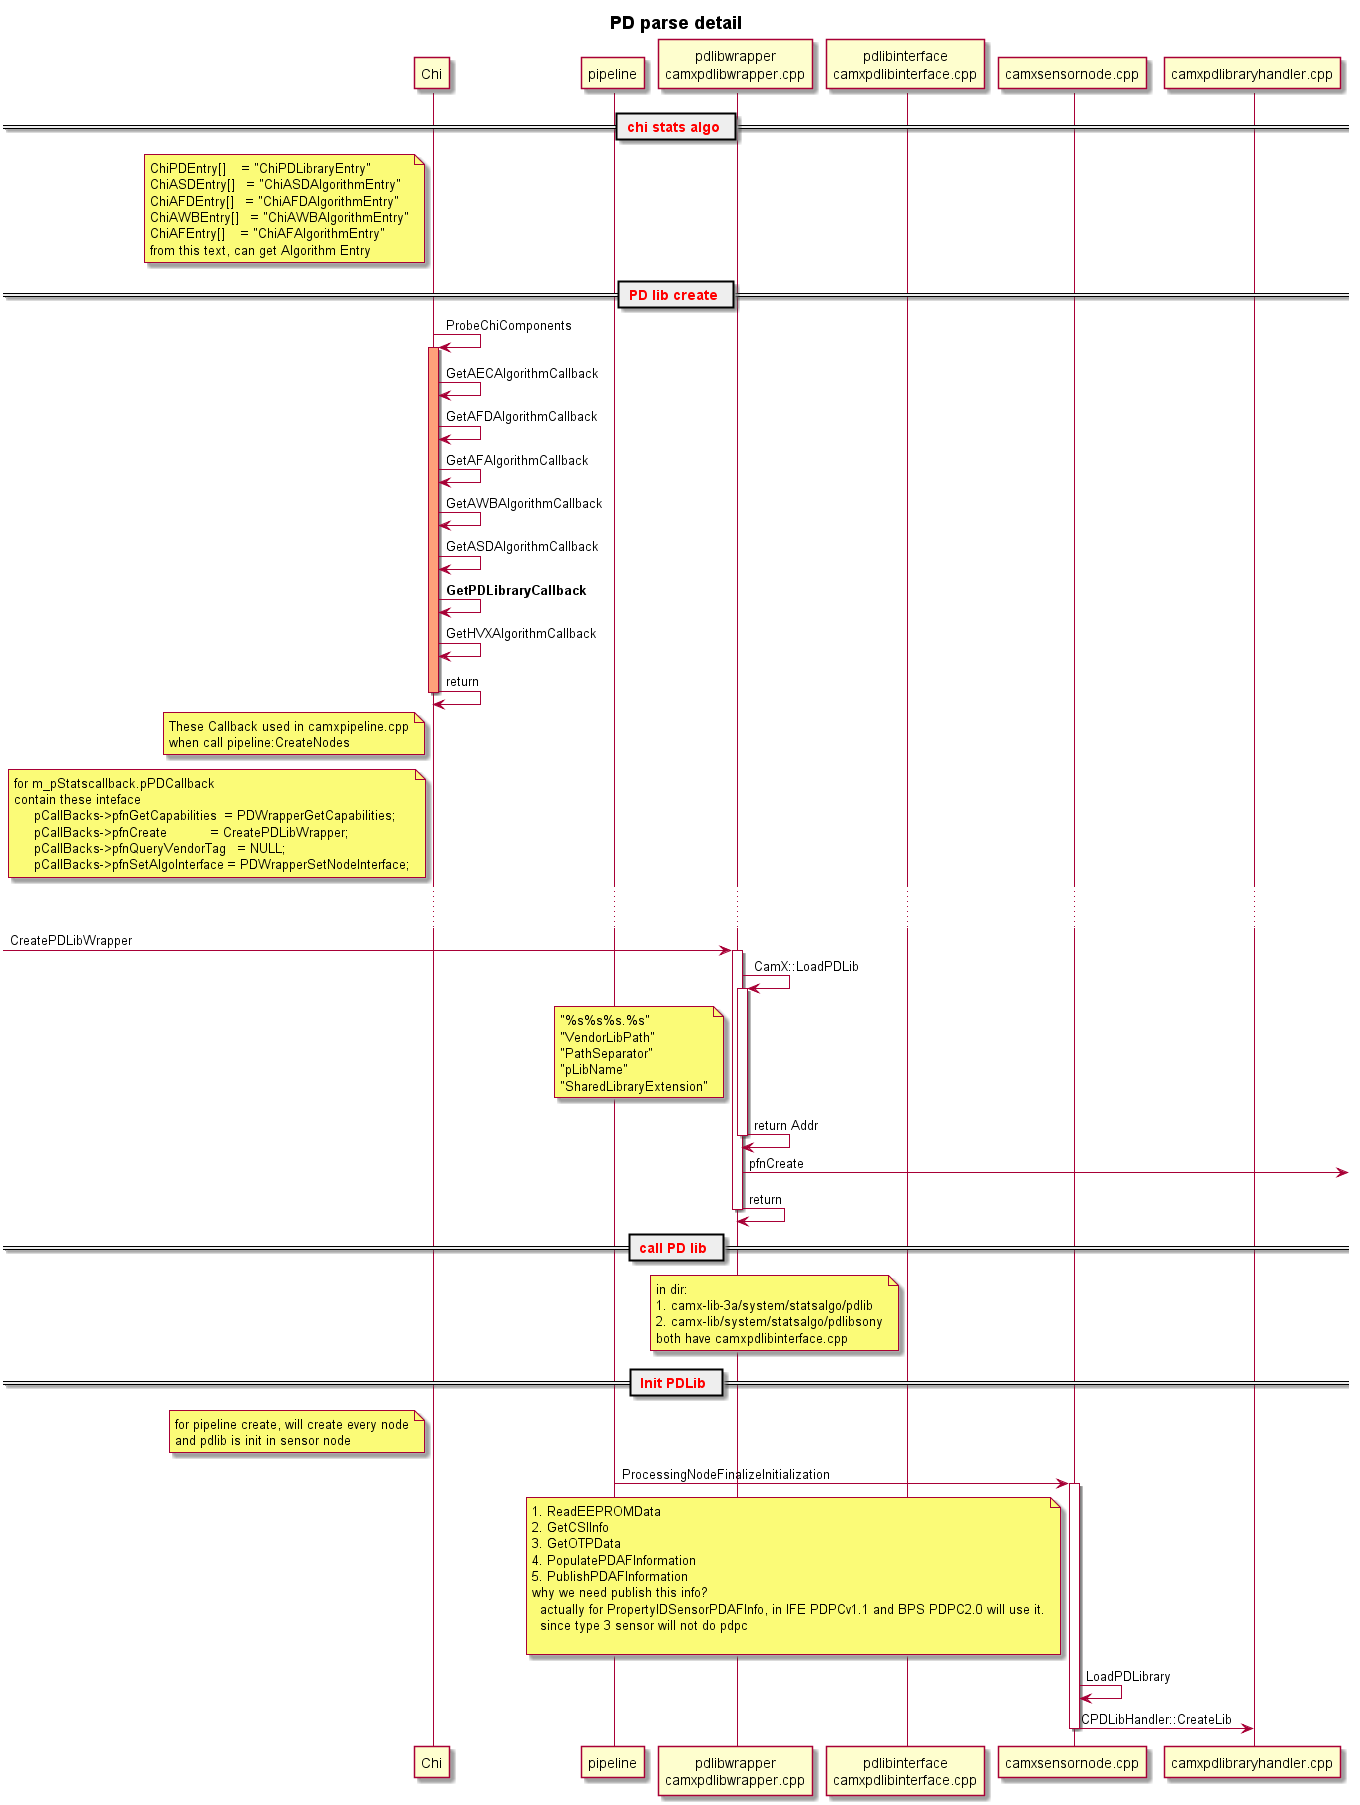 PD parse detail
Chi
pipeline
pdlibwrapper
camxpdlibwrapper.cpp
pdlibinterface
camxpdlibinterface.cpp
camxsensornode.cpp
camxpdlibraryhandler.cpp
chi stats algo
ChiPDEntry[] = "ChiPDLibraryEntry"
ChiASDEntry[] = "ChiASDAlgorithmEntry"
ChiAFDEntry[] = "ChiAFDAlgorithmEntry"
ChiAWBEntry[] = "ChiAWBAlgorithmEntry"
ChiAFEntry[] = "ChiAFAlgorithmEntry"
from this text, can get Algorithm Entry
PD lib create
ProbeChiComponents
GetAECAlgorithmCallback
GetAFDAlgorithmCallback
GetAFAlgorithmCallback
GetAWBAlgorithmCallback
GetASDAlgorithmCallback
GetPDLibraryCallback
GetHVXAlgorithmCallback
return
These Callback used in camxpipeline.cpp
when call pipeline:CreateNodes
for m_pStatscallback.pPDCallback
contain these inteface
pCallBacks->pfnGetCapabilities = PDWrapperGetCapabilities;
pCallBacks->pfnCreate = CreatePDLibWrapper;
pCallBacks->pfnQueryVendorTag = NULL;
pCallBacks->pfnSetAlgoInterface = PDWrapperSetNodeInterface;
CreatePDLibWrapper
CamX::LoadPDLib
"%s%s%s.%s"
"VendorLibPath"
"PathSeparator"
"pLibName"
"SharedLibraryExtension"
return Addr
pfnCreate
return
call PD lib
in dir:
1. camx-lib-3a/system/statsalgo/pdlib
2. camx-lib/system/statsalgo/pdlibsony
both have camxpdlibinterface.cpp
Init PDLib
for pipeline create, will create every node
and pdlib is init in sensor node
ProcessingNodeFinalizeInitialization
1. ReadEEPROMData
2. GetCSIInfo
3. GetOTPData
4. PopulatePDAFInformation
5. PublishPDAFInformation
why we need publish this info?
actually for PropertyIDSensorPDAFInfo, in IFE PDPCv1.1 and BPS PDPC2.0 will use it.
since type 3 sensor will not do pdpc
LoadPDLibrary
CPDLibHandler::CreateLib
Chi
pipeline
pdlibwrapper
camxpdlibwrapper.cpp
pdlibinterface
camxpdlibinterface.cpp
camxsensornode.cpp
camxpdlibraryhandler.cpp